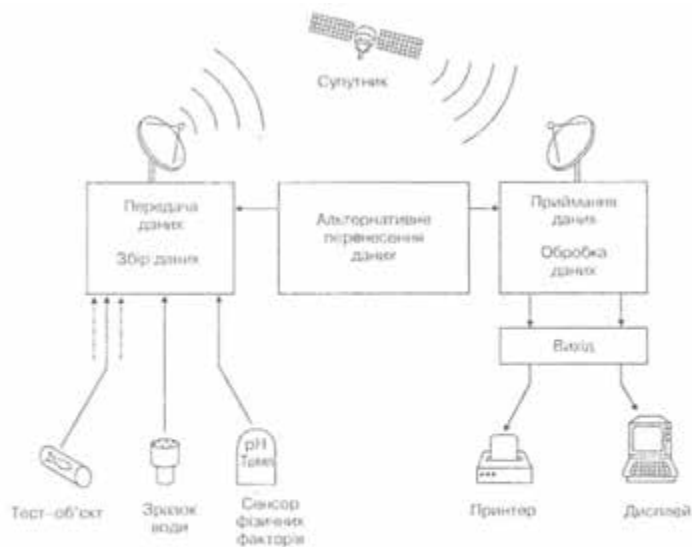 Супутник
Передача
даних
Збір даних
Альтернативне
перенесення
даних
Приймання
даних
Обробка
даних
Вихід
pH
Темп
Тест-об'єкт
Зразок
води
Сенсор
фізичних
факторів
Принтер
Дисплей